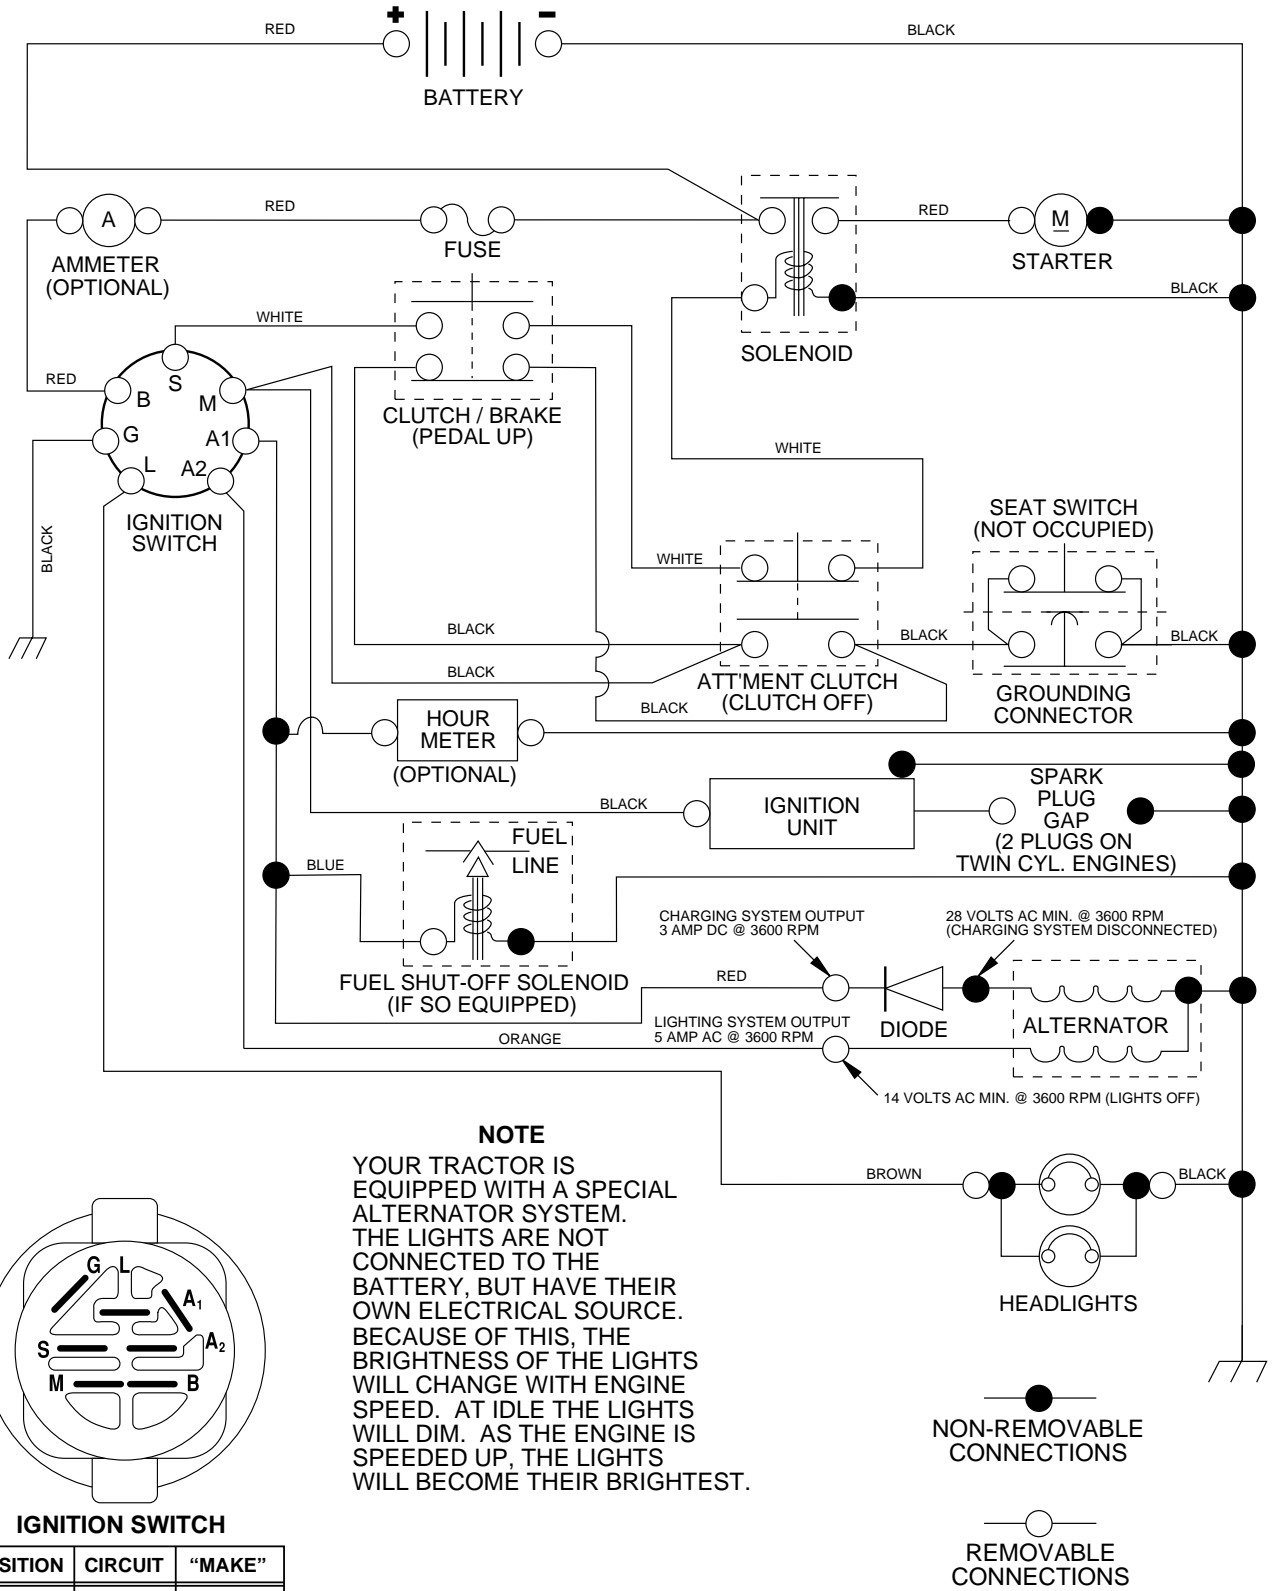 + −
RED
BLACK
BATTERY
A
RED
RED
M
FUSE
AMMETER
(OPTIONAL)
STARTER
BLACK
WHITE
SOLENOID
RED
S
B
M
G
A1
L
A2
CLUTCH / BRAKE
(PEDAL UP)
WHITE
IGNITION
SWITCH
BLACK
SEAT SWITCH
(NOT OCCUPIED)
WHITE
BLACK
BLACK
BLACK
BLACK
ATT'MENT CLUTCH
(CLUTCH OFF)
BLACK
GROUNDING
CONNECTOR
HOUR
METER
(OPTIONAL)
BLACK
IGNITION
UNIT
SPARK
PLUG
GAP
(2 PLUGS ON
TWIN CYL. ENGINES)
BLUE
FUEL
LINE
FUEL SHUT-OFF SOLENOID
(IF SO EQUIPPED)
CHARGING SYSTEM OUTPUT
3 AMP DC @ 3600 RPM
28 VOLTS AC MIN. @ 3600 RPM
(CHARGING SYSTEM DISCONNECTED)
RED
DIODE
ALTERNATOR
LIGHTING SYSTEM OUTPUT
5 AMP AC @ 3600 RPM
ORANGE
14 VOLTS AC MIN. @ 3600 RPM (LIGHTS OFF)
NOTE
YOUR TRACTOR IS
EQUIPPED WITH A SPECIAL
ALTERNATOR SYSTEM.
THE LIGHTS ARE NOT
CONNECTED TO THE
BATTERY, BUT HAVE THEIR
OWN ELECTRICAL SOURCE.
BECAUSE OF THIS, THE
BRIGHTNESS OF THE LIGHTS
WILL CHANGE WITH ENGINE
SPEED. AT IDLE THE LIGHTS
WILL DIM. AS THE ENGINE IS
SPEEDED UP, THE LIGHTS
WILL BECOME THEIR BRIGHTEST.
BROWN
BLACK
HEADLIGHTS
G L
A1
S
A2
M
B
IGNITION SWITCH
SITION CIRCUIT “MAKE”
NON-REMOVABLE
CONNECTIONS
REMOVABLE
CONNECTIONS